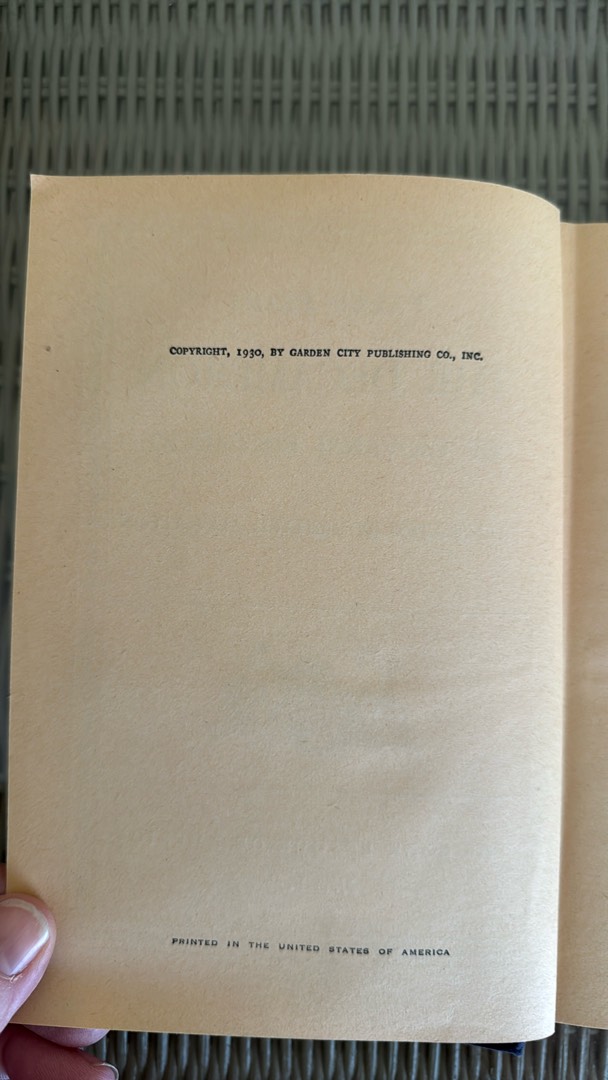 COPYRIGHT, 1930, BY GARDEN CITY PUBLISHING CO., INC.
PRINTED IN THE UNITED STATES OF AMERICA